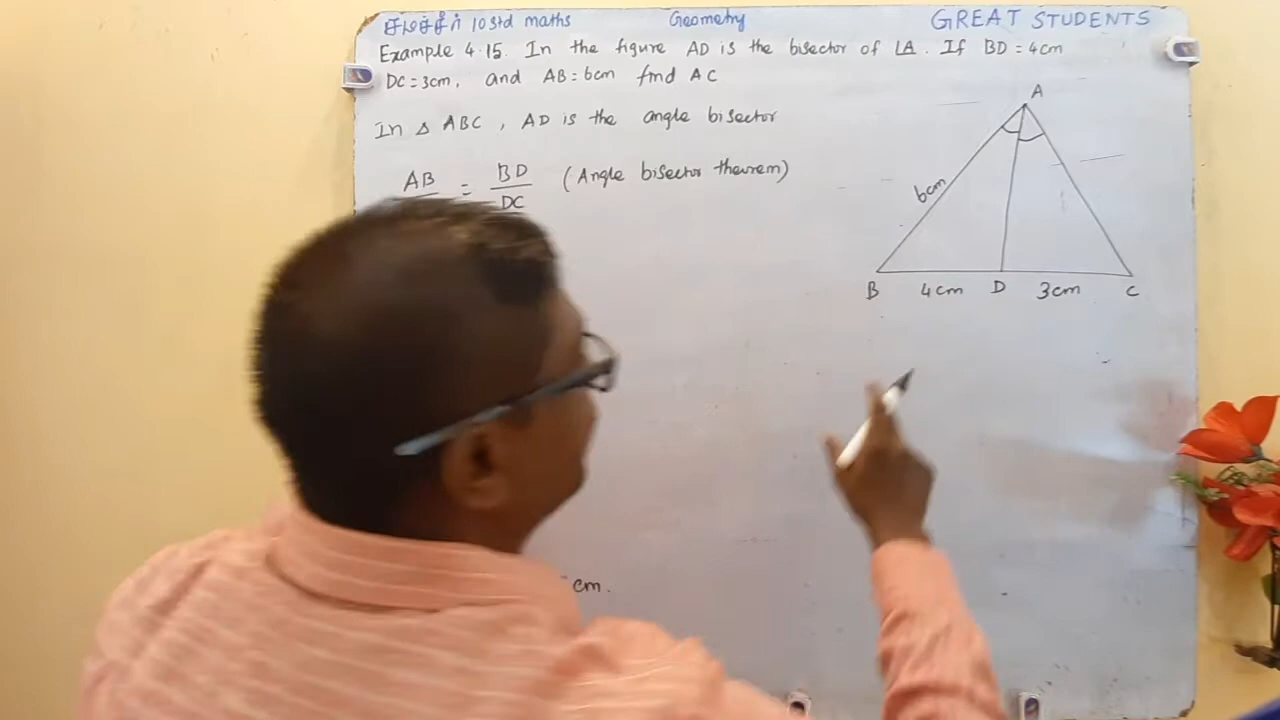 10 Std maths Geometry GREAT STUDENTS
Example 4.15. In the figure AD is the bisector of ∠A. If BD = 4cm
DC = 3cm, and AB = 6cm find AC
In △ ABC, AD is the angle bisector
AB = BD (Angle bisector theorem)
DC
cm.
A
6cm
B 4cm D 3cm C